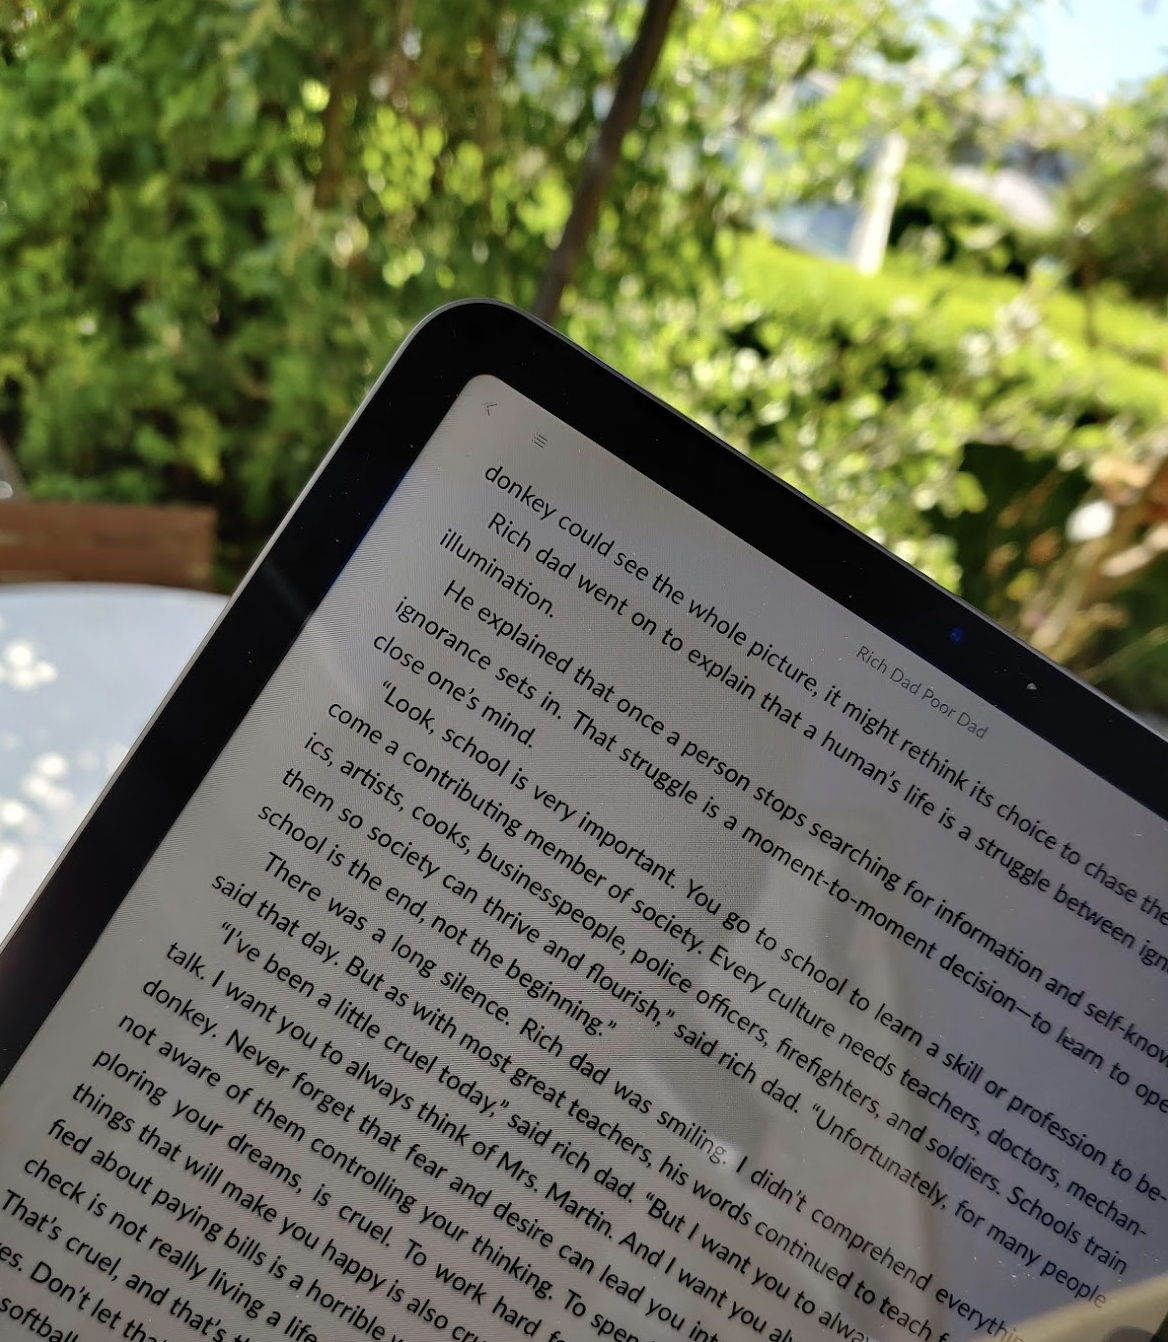 Rich Dad Poor Dad
donkey could see the whole picture, it might rethink its choice to chase the
Rich dad went on to explain that a human's life is a struggle between
illumination.
He explained that once a person stops searching for information and
ignorance sets in. That struggle is a moment-to-moment decision—to learn to
close one's mind.
“Look, school is very important. You go to school to learn a skill or profession to be-
come a contributing member of society. Every culture needs teachers, doctors, mechan-
ics, artists, cooks, businesspeople, police officers, firefighters, and soldiers. Schools train
them so society can thrive and flourish,” said rich dad. “Unfortunately, for many people
school is the end, not the beginning.”
There was a long silence. Rich dad was smiling. I didn't comprehend
said that day. But as with most great teachers, his words continued to teach
“I've been a little cruel today,” said rich dad. “But I want you to
talk. I want you to always think of Mrs. Martin. And I want you
donkey. Never forget that fear and desire can lead you
not aware of them controlling your thinking. To
ploring your dreams, is cruel. To work hard
things that will make you happy is also
fied about paying bills is a horrible
check is not really living a life
That's cruel, and that's
Don't let
softball